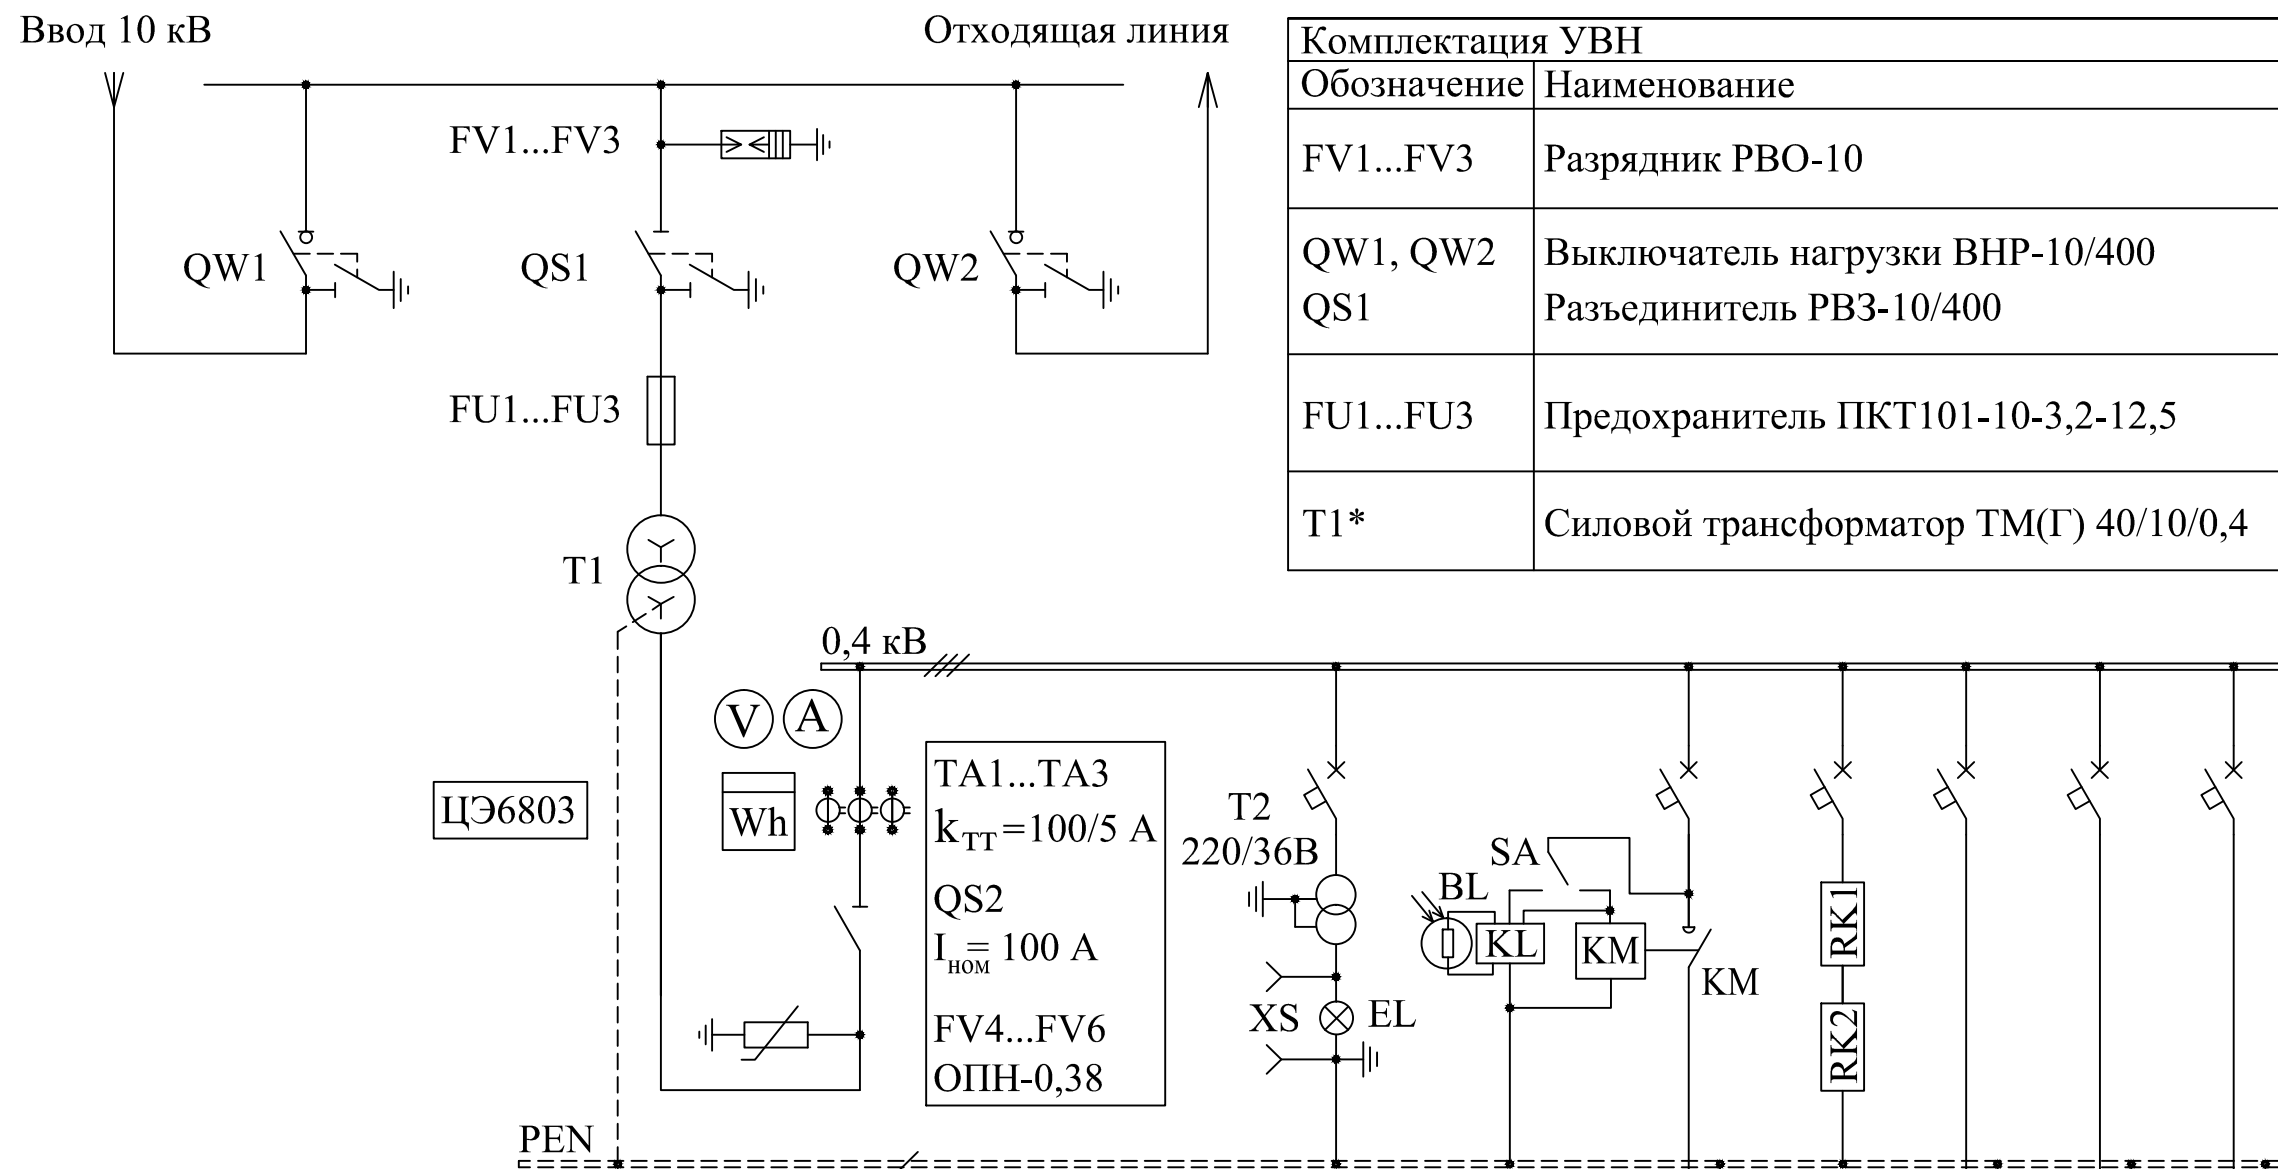 Ввод 10 кВ
Отходящая линия
Комплектация УВН
Обозначение Наименование
FV1...FV3 Разрядник РВО-10
QW1, QW2 Выключатель нагрузки ВНР-10/400
QS1 Разъединитель РВЗ-10/400
FU1...FU3 Предохранитель ПКТ101-10-3,2-12,5
T1* Силовой трансформатор ТМ(Г) 40/10/0,4
FV1...FV3
QW1
QS1
QW2
FU1...FU3
T1
0,4 кВ
V
A
ЦЭ6803
Wh
TA1...TA3
kТТ=100/5 А
QS2
Iном= 100 А
FV4...FV6
ОПН-0,38
T2
220/36В
XS
EL
SA
BL
KL
KM
KM
RK1
RK2
PEN